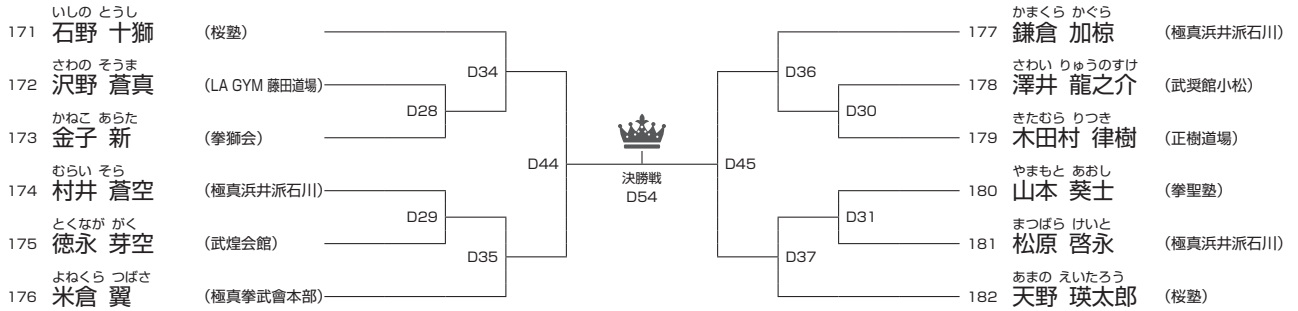 いしの とうし
171 石野 十獅 （桜塾）
さわの そうま
172 沢野 蒼真 （LA GYM 藤田道場）
かねこ あらた
173 金子 新 （拳獅会）
むらい そら
174 村井 蒼空 （極真浜井派石川）
とくなが がく
175 徳永 芽空 （武煌会館）
よねくら つばさ
176 米倉 翼 （極真拳武會本部）
D34
D28
D44
D29
D35
決勝戦
D54
D36
D30
D45
D31
D37
かまくら かぐら
177 鎌倉 加椋 （極真浜井派石川）
さわい りゅうのすけ
178 澤井 龍之介 （武奨館小松）
きたむら りつき
179 木田村 律樹 （正樹道場）
やまもと あおし
180 山本 葵士 （拳聖塾）
まつばら けいと
181 松原 啓永 （極真浜井派石川）
あまの えいたろう
182 天野 瑛太郎 （桜塾）